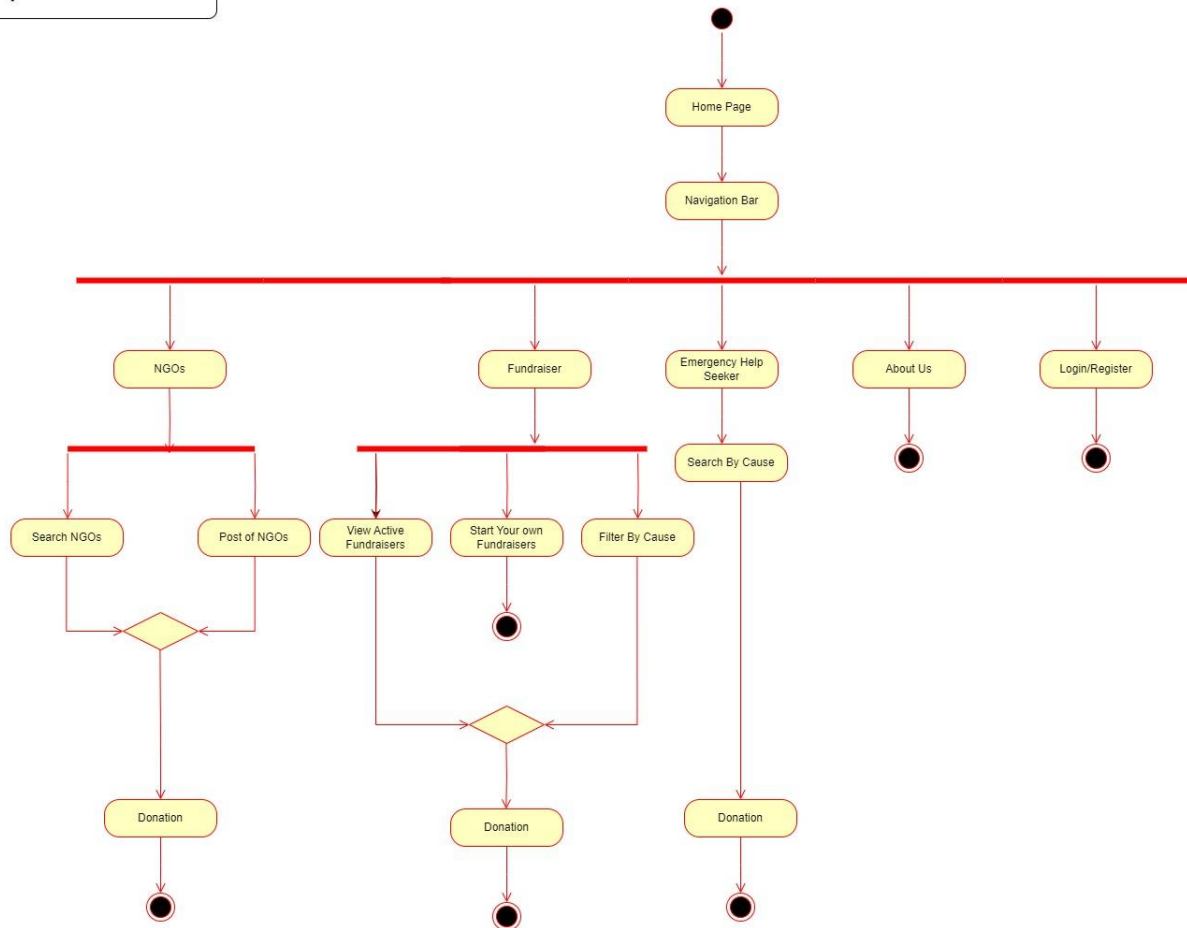 Home Page
Navigation Bar
NGOs
Fundraiser
Emergency Help
Seeker
About Us
Login/Register
Search By Cause
Search NGOs
Post of NGOs
View Active
Fundraisers
Start Your own
Fundraisers
Filter By Cause
Donation
Donation
Donation